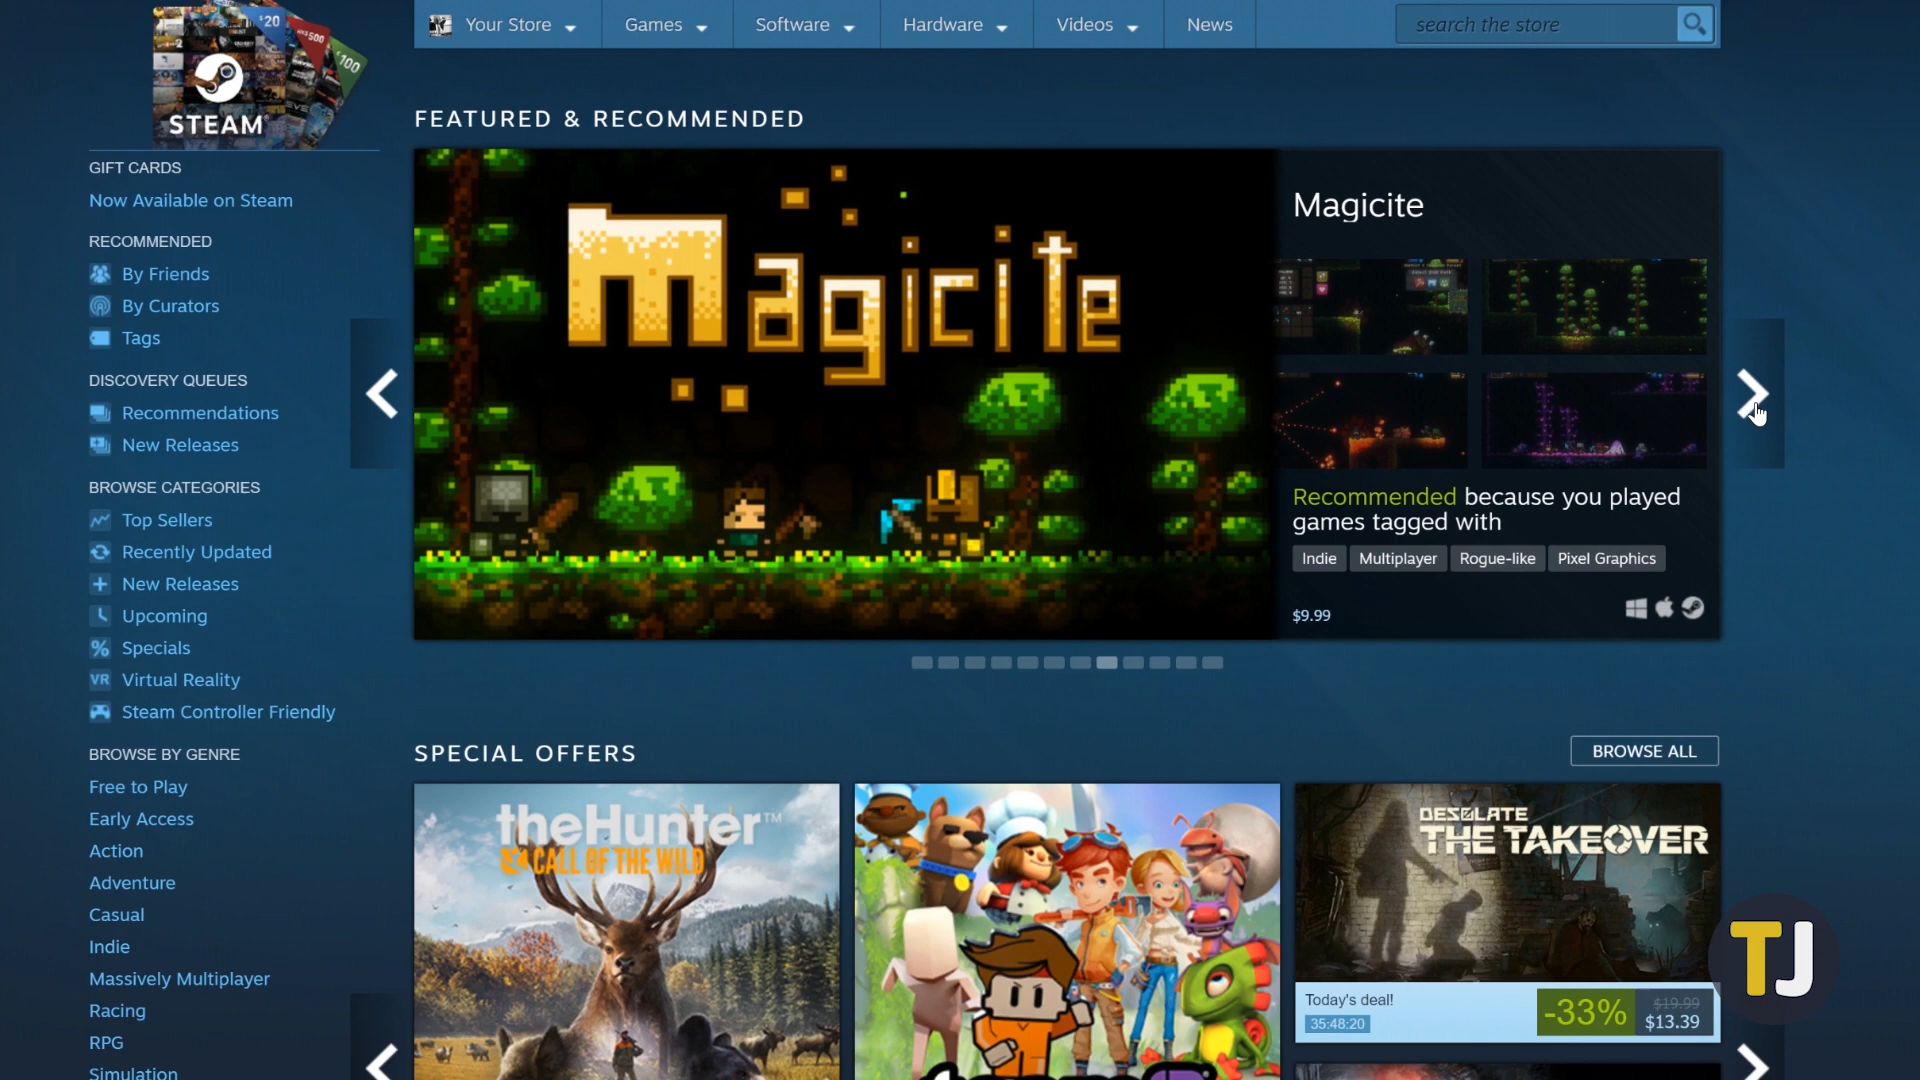 $20
500
$100
STEAM
Your Store
Games
Software
Hardware
Videos
News
search the store
GIFT CARDS
Now Available on Steam
RECOMMENDED
By Friends
By Curators
Tags
DISCOVERY QUEUES
Recommendations
New Releases
BROWSE CATEGORIES
Top Sellers
Recently Updated
New Releases
Upcoming
% Specials
VR Virtual Reality
Steam Controller Friendly
BROWSE BY GENRE
Free to Play
Early Access
Action
Adventure
Casual
Indie
Massively Multiplayer
Racing
RPG
Simulation
FEATURED & RECOMMENDED
magicite
Magicite
Recommended because you played
games tagged with
Indie
Multiplayer
Rogue-like
Pixel Graphics
$9.99
SPECIAL OFFERS
BROWSE ALL
theHunter™
CALL OF THE WILD
DESOLATE
THE TAKEOVER
Today's deal!
35:48:20
-33%
$19.99
$13.39
TJ